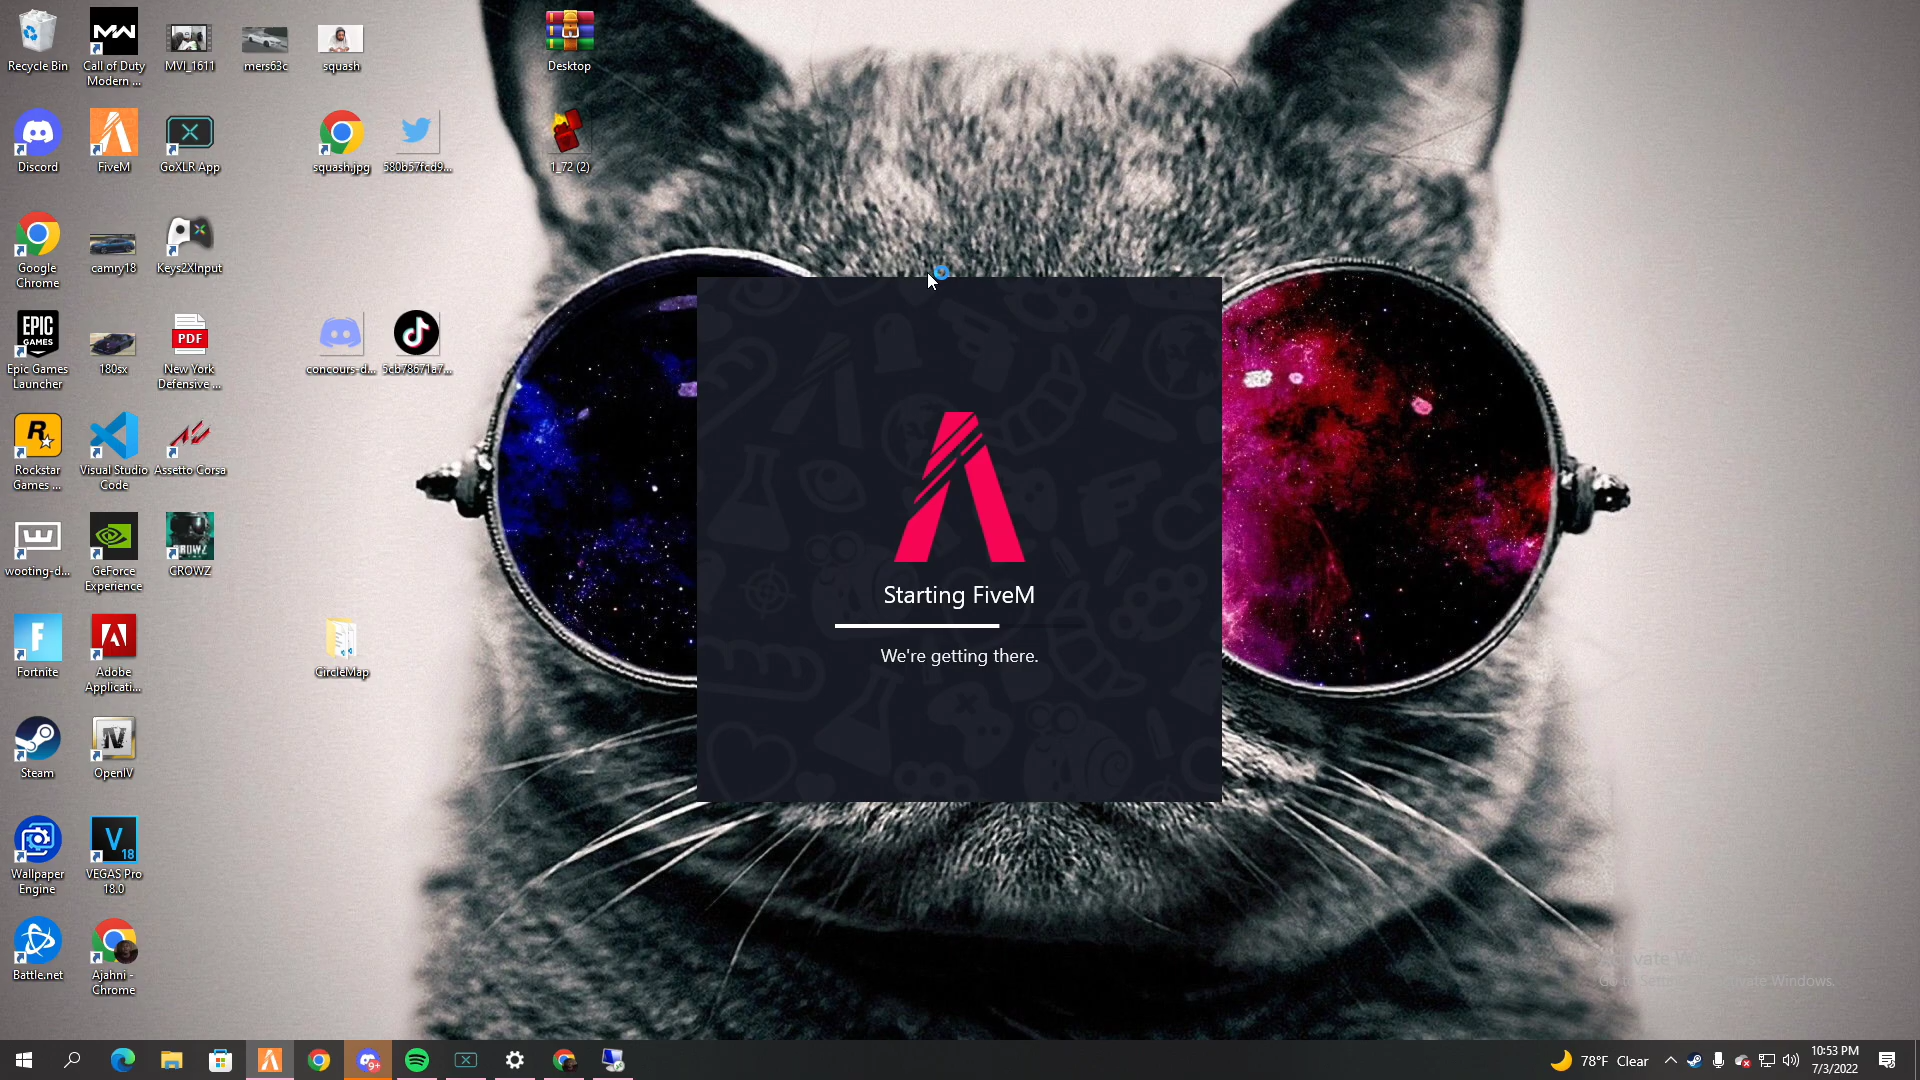 Recycle Bin
Call of Duty
Modern ...
MVI_1611
mers63c
squash
Desktop
Discord
FiveM
GoXLR App
squash.jpg
580b57fcd9...
1_72 (2)
Google
Chrome
camry18
Keys2XInput
EPIC
GAMES
Epic Games
Launcher
180sx
PDF
New York
Defensive ...
concours-d...
5cb78671a7...
Rockstar
Games ...
Visual Studio
Code
Assetto Corsa
wooting-d...
GeForce
Experience
CROWZ
Fortnite
Adobe
Applicati...
CircleMap
Steam
OpenIV
Wallpaper
Engine
V
18
VEGAS Pro
18.0
Battle.net
Ajahni -
Chrome
Starting FiveM
We're getting there.
Activate Windows.
9+
78°F Clear
10:53 PM
7/3/2022